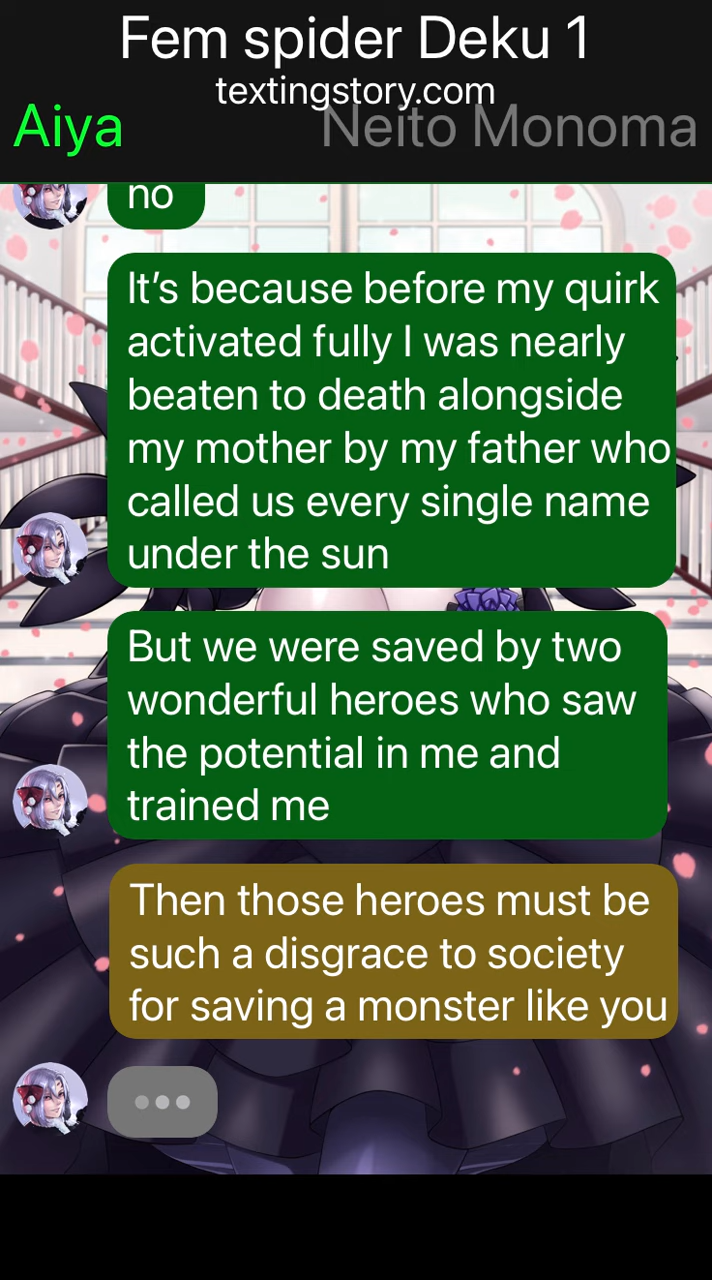 Fem spider Deku 1
textingstory.com
Aiya
Neito Monoma
no
It’s because before my quirk
activated fully I was nearly
beaten to death alongside
my mother by my father who
called us every single name
under the sun
But we were saved by two
wonderful heroes who saw
the potential in me and
trained me
Then those heroes must be
such a disgrace to society
for saving a monster like you